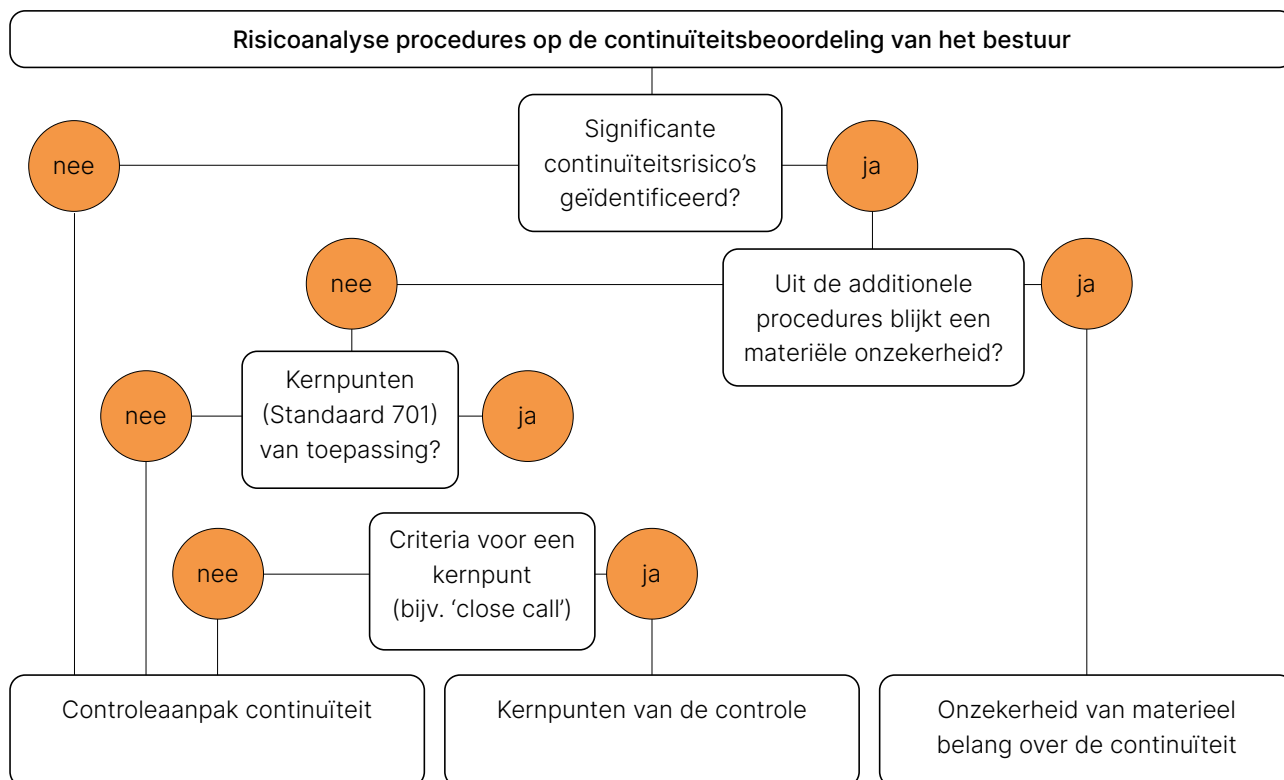 Risicoanalyse procedures op de continuïteitsbeoordeling van het bestuur
Significante
continuïteitsrisico’s
geïdentificeerd?
nee
ja
Uit de additionele
procedures blijkt een
materiële onzekerheid?
nee
ja
Kernpunten
(Standaard 701)
van toepassing?
nee
ja
Criteria voor een
kernpunt
(bijv. ‘close call’)
nee
ja
Controleaanpak continuïteit
Kernpunten van de controle
Onzekerheid van materieel
belang over de continuïteit